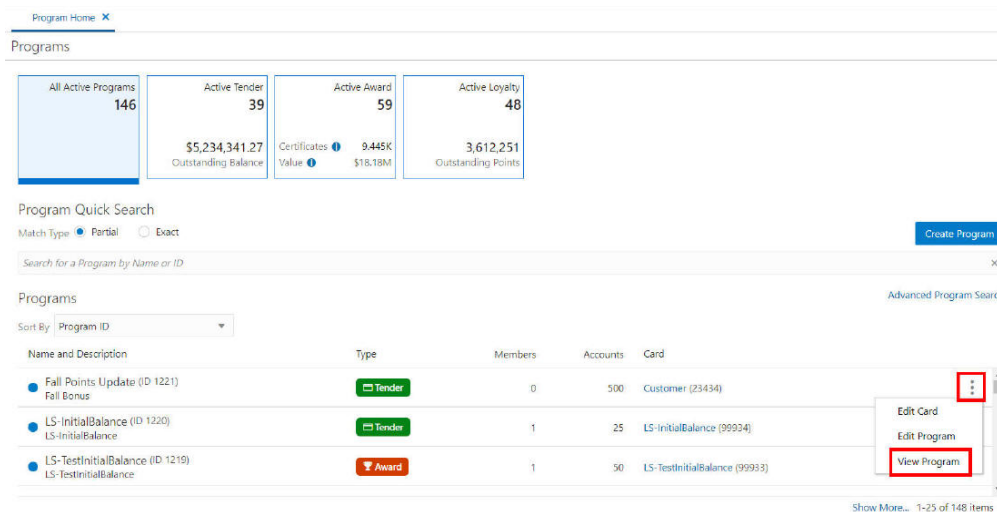 Program Home ×
Programs
All Active Programs
146
Active Tender
39
$5,234,341.27
Outstanding Balance
Active Award
59
Certificates 9.445K
Value $18.18M
Active Loyalty
48
3,612,251
Outstanding Points
Program Quick Search
Match Type Partial Exact
Create Program
Search for a Program by Name or ID
Programs
Advanced Program Searc
Sort By Program ID
Name and Description Type Members Accounts Card
Fall Points Update (ID 1221) Tender 0 500 Customer (23434)
Fall Bonus
Edit Card
LS-InitialBalance (ID 1220) Tender 1 25 LS-InitialBalance (99934)
LS-InitialBalance
Edit Program
LS-TestInitialBalance (ID 1219) Award 1 50 LS-TestInitialBalance (99933)
LS-TestInitialBalance
View Program
Show More... 1-25 of 148 items